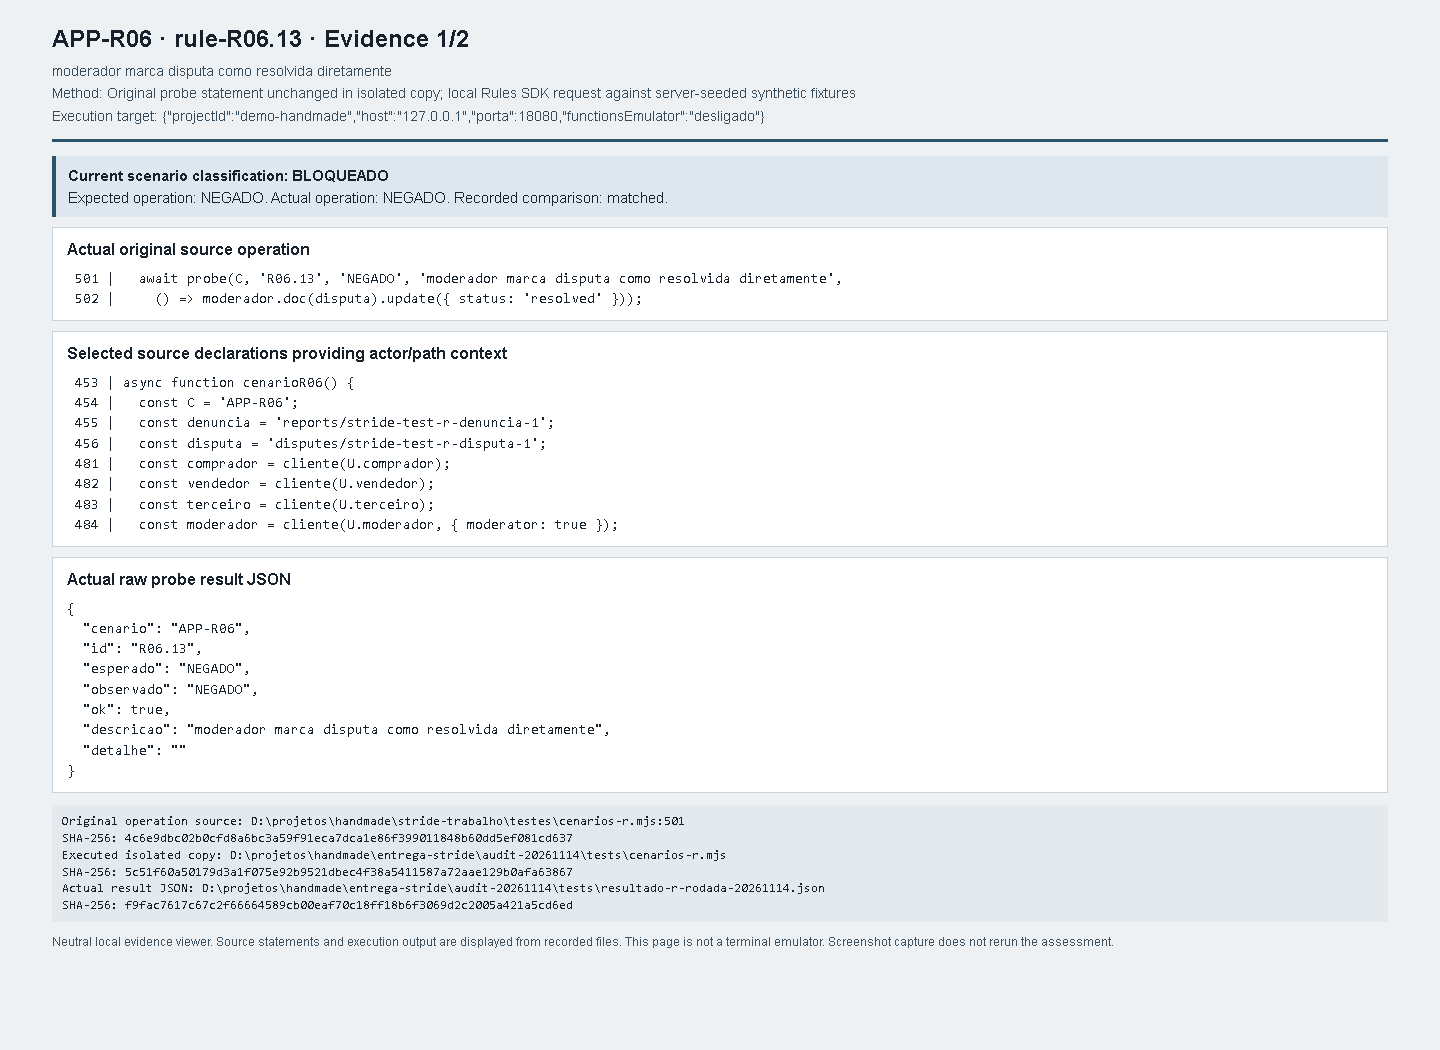 APP-R06 · rule-R06.13 · Evidence 1/2
moderador marca disputa como resolvida diretamente
Method: Original probe statement unchanged in isolated copy; local Rules SDK request against server-seeded synthetic fixtures
Execution target: {"projectId":"demo-handmade","host":"127.0.0.1","porta":18080,"functionsEmulator":"desligado"}
Current scenario classification: BLOQUEADO
Expected operation: NEGADO. Actual operation: NEGADO. Recorded comparison: matched.
Actual original source operation
501 |   await probe(C, 'R06.13', 'NEGADO', 'moderador marca disputa como resolvida diretamente',
502 |     () => moderador.doc(disputa).update({ status: 'resolved' }));
Selected source declarations providing actor/path context
453 | async function cenarioR06() {
454 |   const C = 'APP-R06';
455 |   const denuncia = 'reports/stride-test-r-denuncia-1';
456 |   const disputa = 'disputes/stride-test-r-disputa-1';
481 |   const comprador = cliente(U.comprador);
482 |   const vendedor = cliente(U.vendedor);
483 |   const terceiro = cliente(U.terceiro);
484 |   const moderador = cliente(U.moderador, { moderator: true });
Actual raw probe result JSON
{
  "cenario": "APP-R06",
  "id": "R06.13",
  "esperado": "NEGADO",
  "observado": "NEGADO",
  "ok": true,
  "descricao": "moderador marca disputa como resolvida diretamente",
  "detalhe": ""
}
Original operation source: D:\projetos\handmade\stride-trabalho\testes\cenarios-r.mjs:501
SHA-256: 4c6e9dbc02b0cfd8a6bc3a59f91eca7dca1e86f399011848b60dd5ef081cd637
Executed isolated copy: D:\projetos\handmade\entrega-stride\audit-20261114\tests\cenarios-r.mjs
SHA-256: 5c51f60a50179d3a1f075e92b9521dbec4f38a5411587a72aae129b0afa63867
Actual result JSON: D:\projetos\handmade\entrega-stride\audit-20261114\tests\resultado-r-rodada-20261114.json
SHA-256: f9fac7617c67c2f66664589cb00eaf70c18ff18b6f3069d2c2005a421a5cd6ed
Neutral local evidence viewer. Source statements and execution output are displayed from recorded files. This page is not a terminal emulator. Screenshot capture does not rerun the assessment.